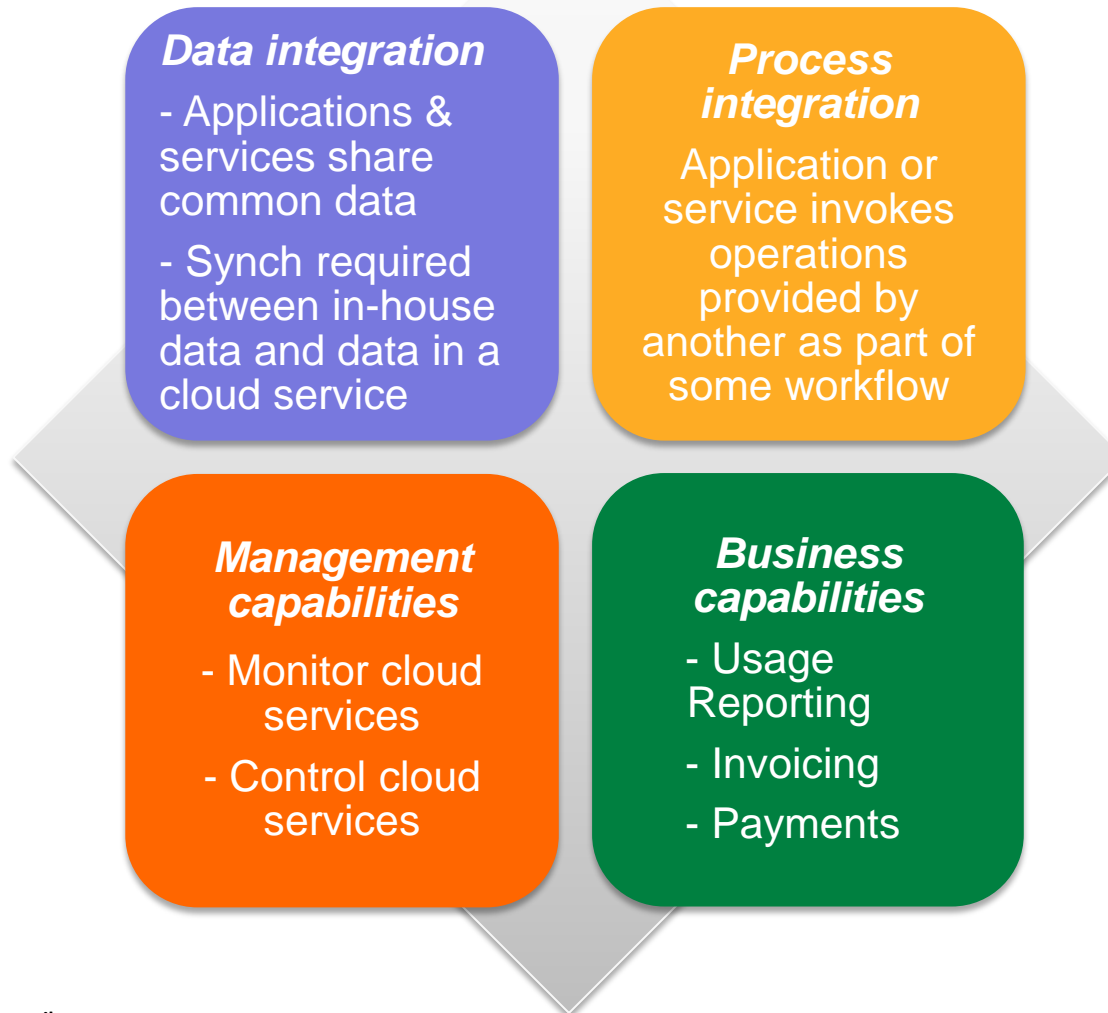 Data integration
- Applications &
services share
common data
- Synch required
between in-house
data and data in a
cloud service
Process
integration
Application or
service invokes
operations
provided by
another as part of
some workflow
Management
capabilities
- Monitor cloud
services
- Control cloud
services
Business
capabilities
- Usage
Reporting
- Invoicing
- Payments